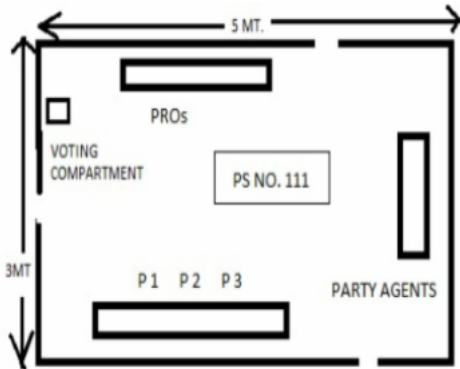 5 MT.
PROs
VOTING
COMPARTMENT
PS NO. 111
3MT
P 1 P 2 P 3
PARTY AGENTS